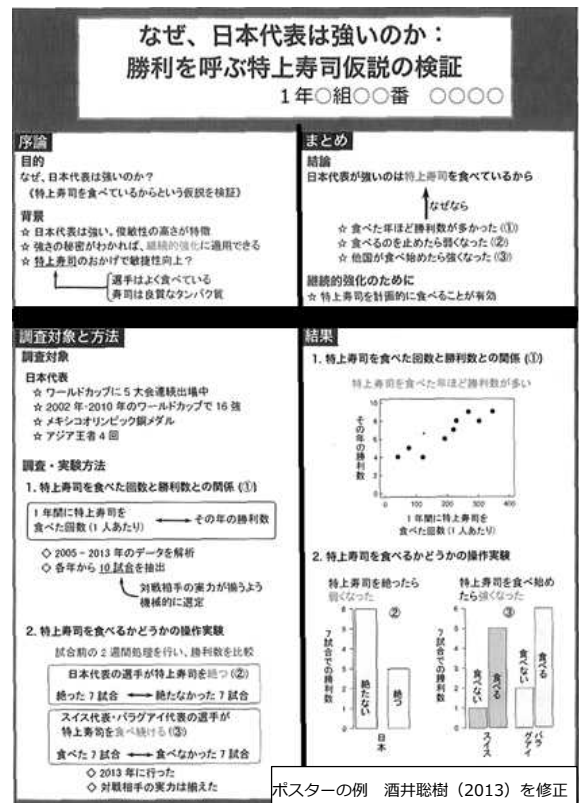 なぜ、日本代表は強いのか：
勝利を呼ぶ特上寿司仮説の検証
1年○組○○番　○○○○
序論
目的
なぜ、日本代表は強いのか？
《特上寿司を食べているからという仮説を検証》
背景
☆ 日本代表は強い。俊敏性の高さが特徴
☆ 強さの秘密がわかれば、継続的強化に適用できる
☆ 特上寿司のおかげで敏捷性向上？
選手はよく食べている
寿司は良質なタンパク質
まとめ
結論
日本代表が強いのは特上寿司を食べているから
なぜなら
☆ 食べた年ほど勝利数が多かった (①)
☆ 食べるのを止めたら弱くなった (②)
☆ 他国が食べ始めたら強くなった (③)
継続的強化のために
☆ 特上寿司を計画的に食べることが有効
調査対象と方法
調査対象
日本代表
☆ ワールドカップに5大会連続出場中
☆ 2002年・2010年のワールドカップで16強
☆ メキシコオリンピック銅メダル
☆ アジア王者4回
調査・実験方法
1. 特上寿司を食べた回数と勝利数との関係 (①)
1年間に特上寿司を
食べた回数 (1人あたり)
その年の勝利数
◇ 2005 - 2013 年のデータを解析
◇ 各年から 10試合を抽出
対戦相手の実力が揃うよう
機械的に選定
2. 特上寿司を食べるかどうかの操作実験
試合前の2週間処理を行い、勝利数を比較
日本代表の選手が特上寿司を絶つ (②)
絶った7試合 ⟷ 絶たなかった7試合
スイス代表・パラグアイ代表の選手が
特上寿司を食べ続ける (③)
食べた7試合 ⟷ 食べなかった7試合
◇ 2013 年に行った
◇ 対戦相手の実力は揃えた
結果
1. 特上寿司を食べた回数と勝利数との関係 (①)
特上寿司を食べた年ほど勝利数が多い
その年の勝利数
10
8
6
4
2
0
0
100
200
300
400
1年間に特上寿司を
食べた回数 (1人あたり)
2. 特上寿司を食べるかどうかの操作実験
特上寿司を絶ったら
弱くなった
②
7試合での勝利数
6
5
4
3
2
1
0
絶たない
絶つ
日本
特上寿司を食べ始め
たら強くなった
③
7試合での勝利数
6
5
4
3
2
1
0
食べない
食べる
食べない
食べる
スイス
パラ
グアイ
ポスターの例　酒井聡樹（2013）を修正